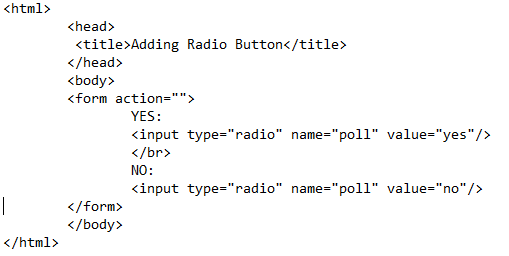 <html>
<head>
<title>Adding Radio Button</title>
</head>
<body>
<form action="">
YES:
<input type="radio" name="poll" value="yes"/>
</br>
NO:
<input type="radio" name="poll" value="no"/>
</form>
</body>
</html>